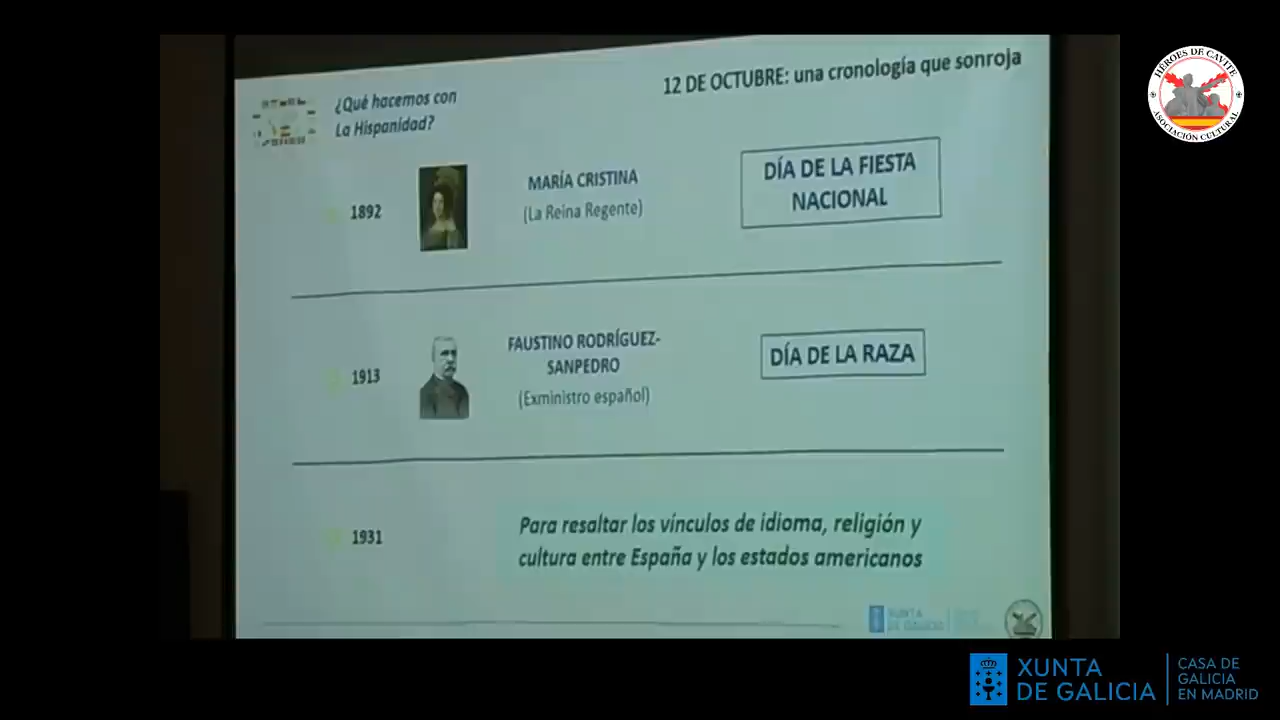 12 DE OCTUBRE: una cronología que sonroja
¿Qué hacemos con
La Hispanidad?
1892
MARÍA CRISTINA
(La Reina Regente)
DÍA DE LA FIESTA
NACIONAL
1913
FAUSTINO RODRÍGUEZ-
SANPEDRO
(Exministro español)
DÍA DE LA RAZA
1931
Para resaltar los vínculos de idioma, religión y
cultura entre España y los estados americanos
XUNTA
DE GALICIA
HÉROES DE CAVITE
ASOCIACIÓN CULTURAL
XUNTA
DE GALICIA
CASA DE
GALICIA
EN MADRID